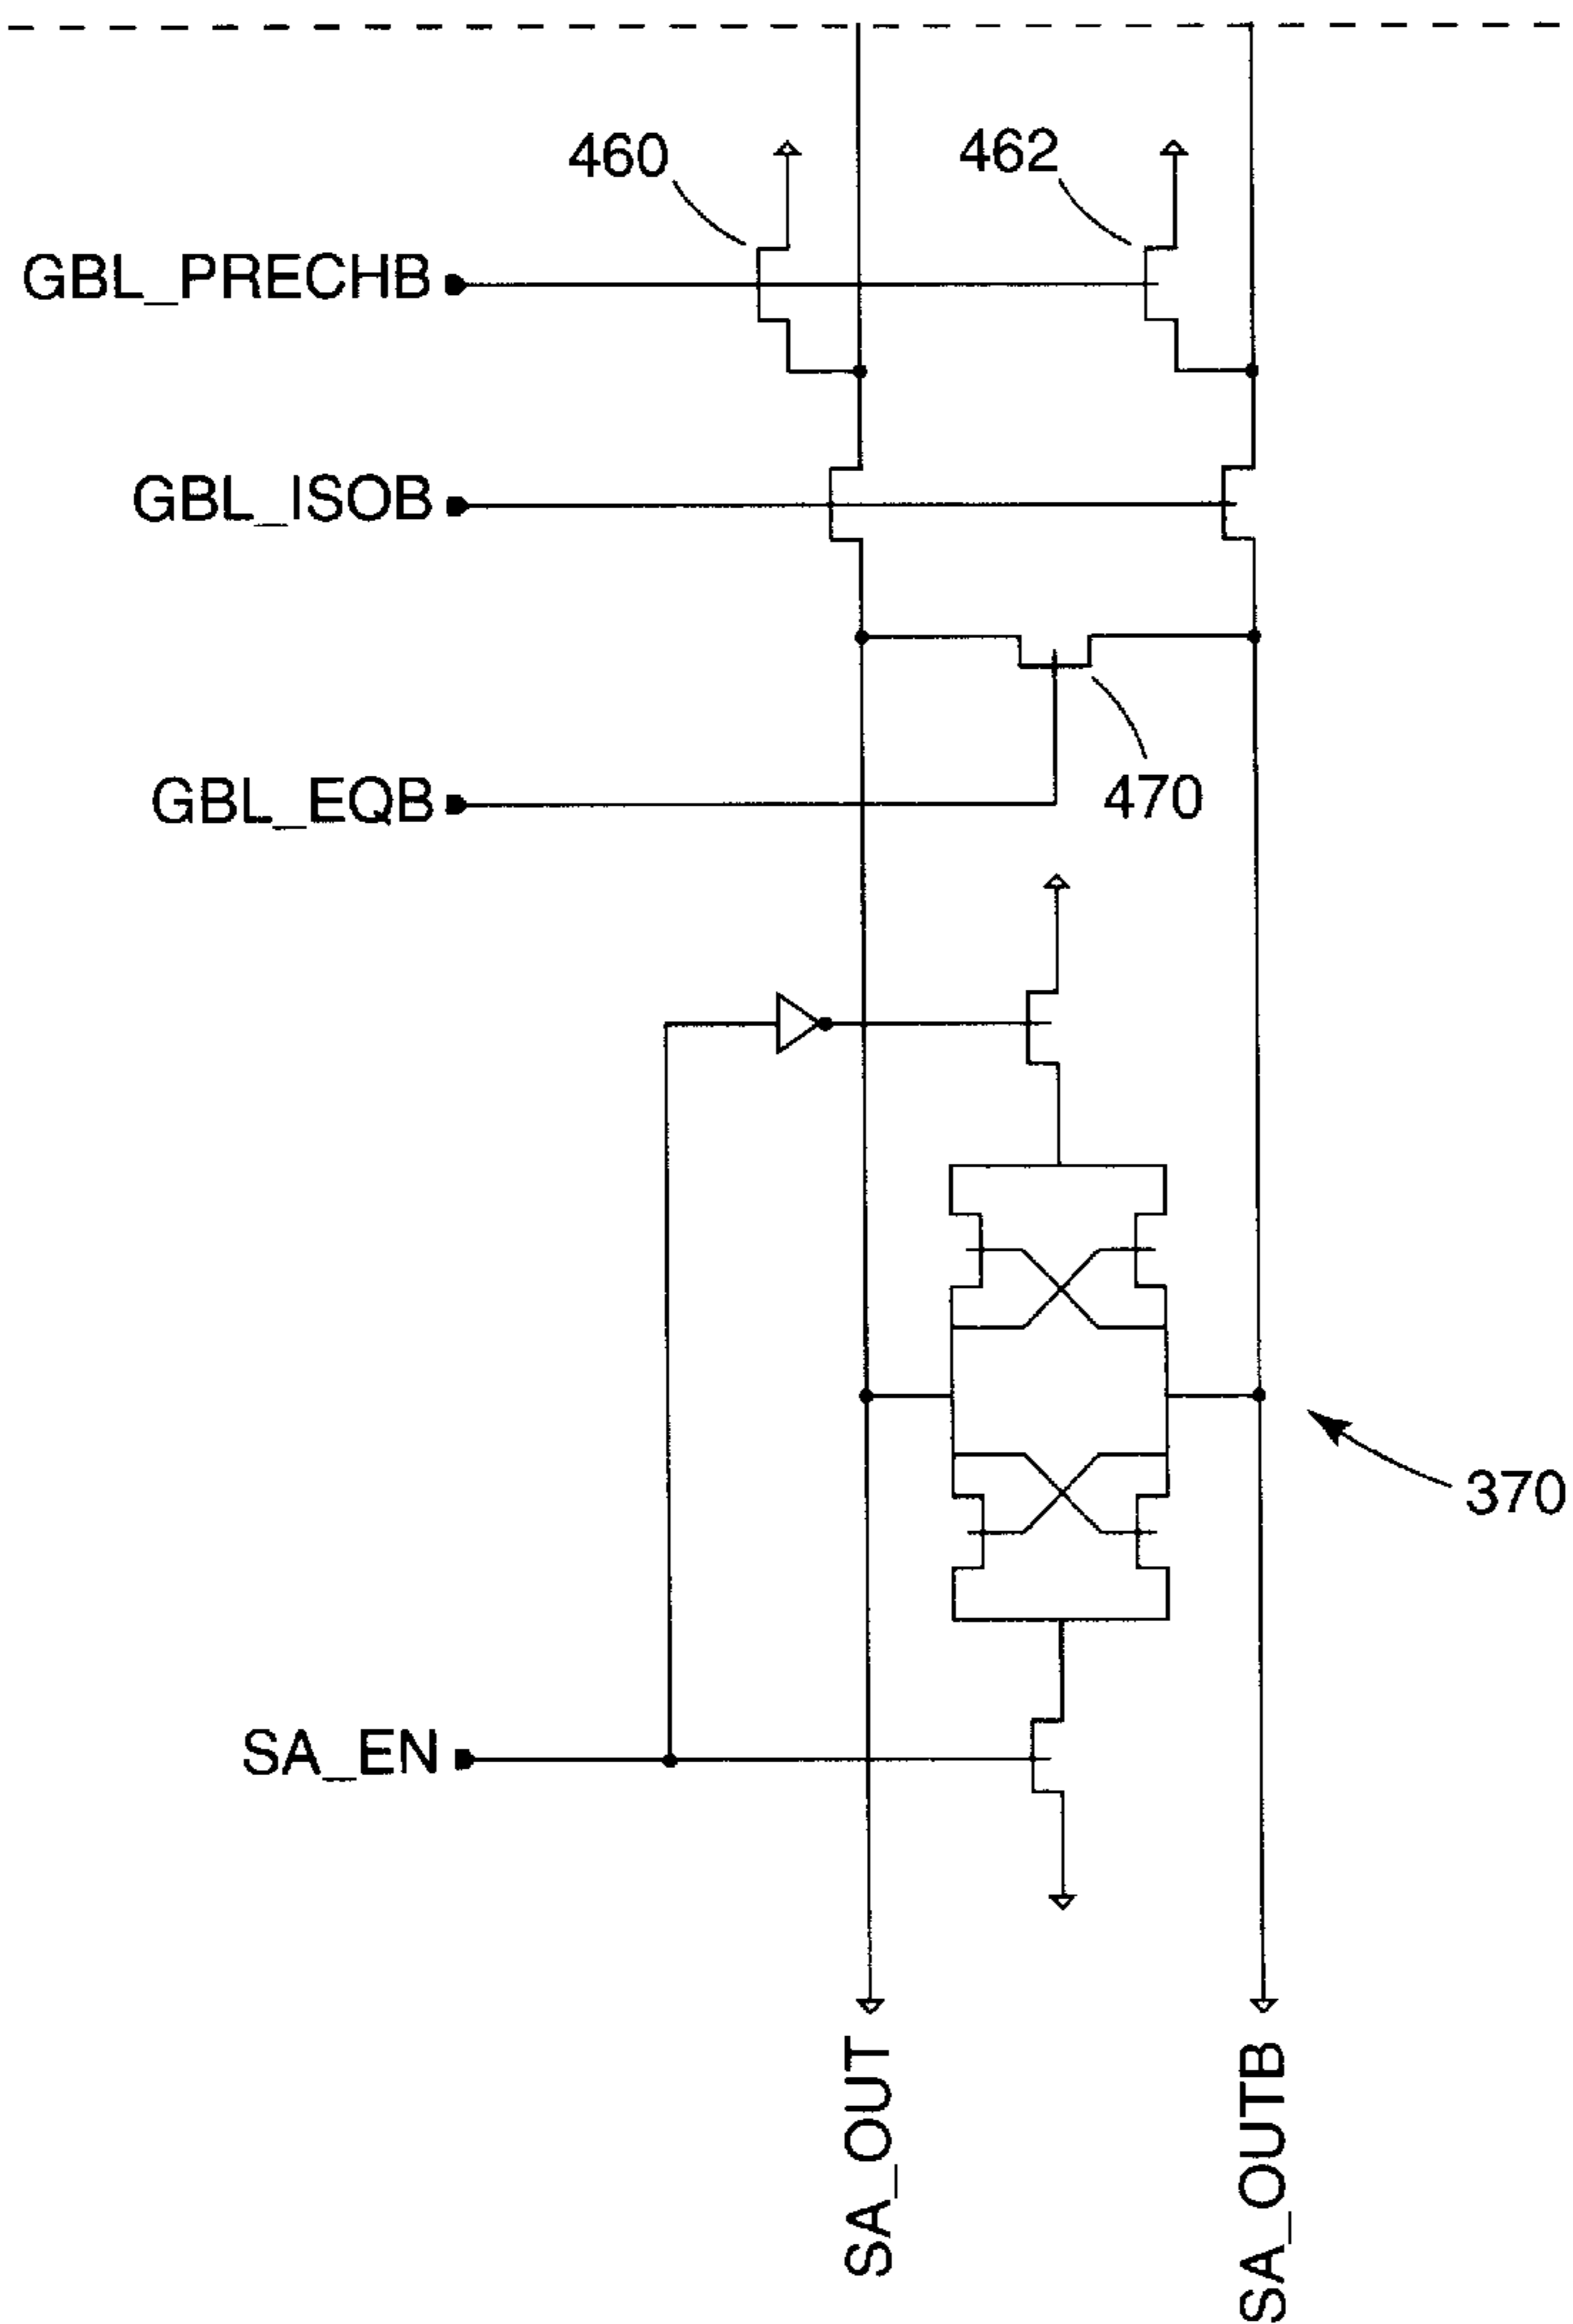 460
462
GBL_PRECHB
GBL_ISOB
GBL_EQB
470
370
SA_EN
SA_OUT
SA_OUTB